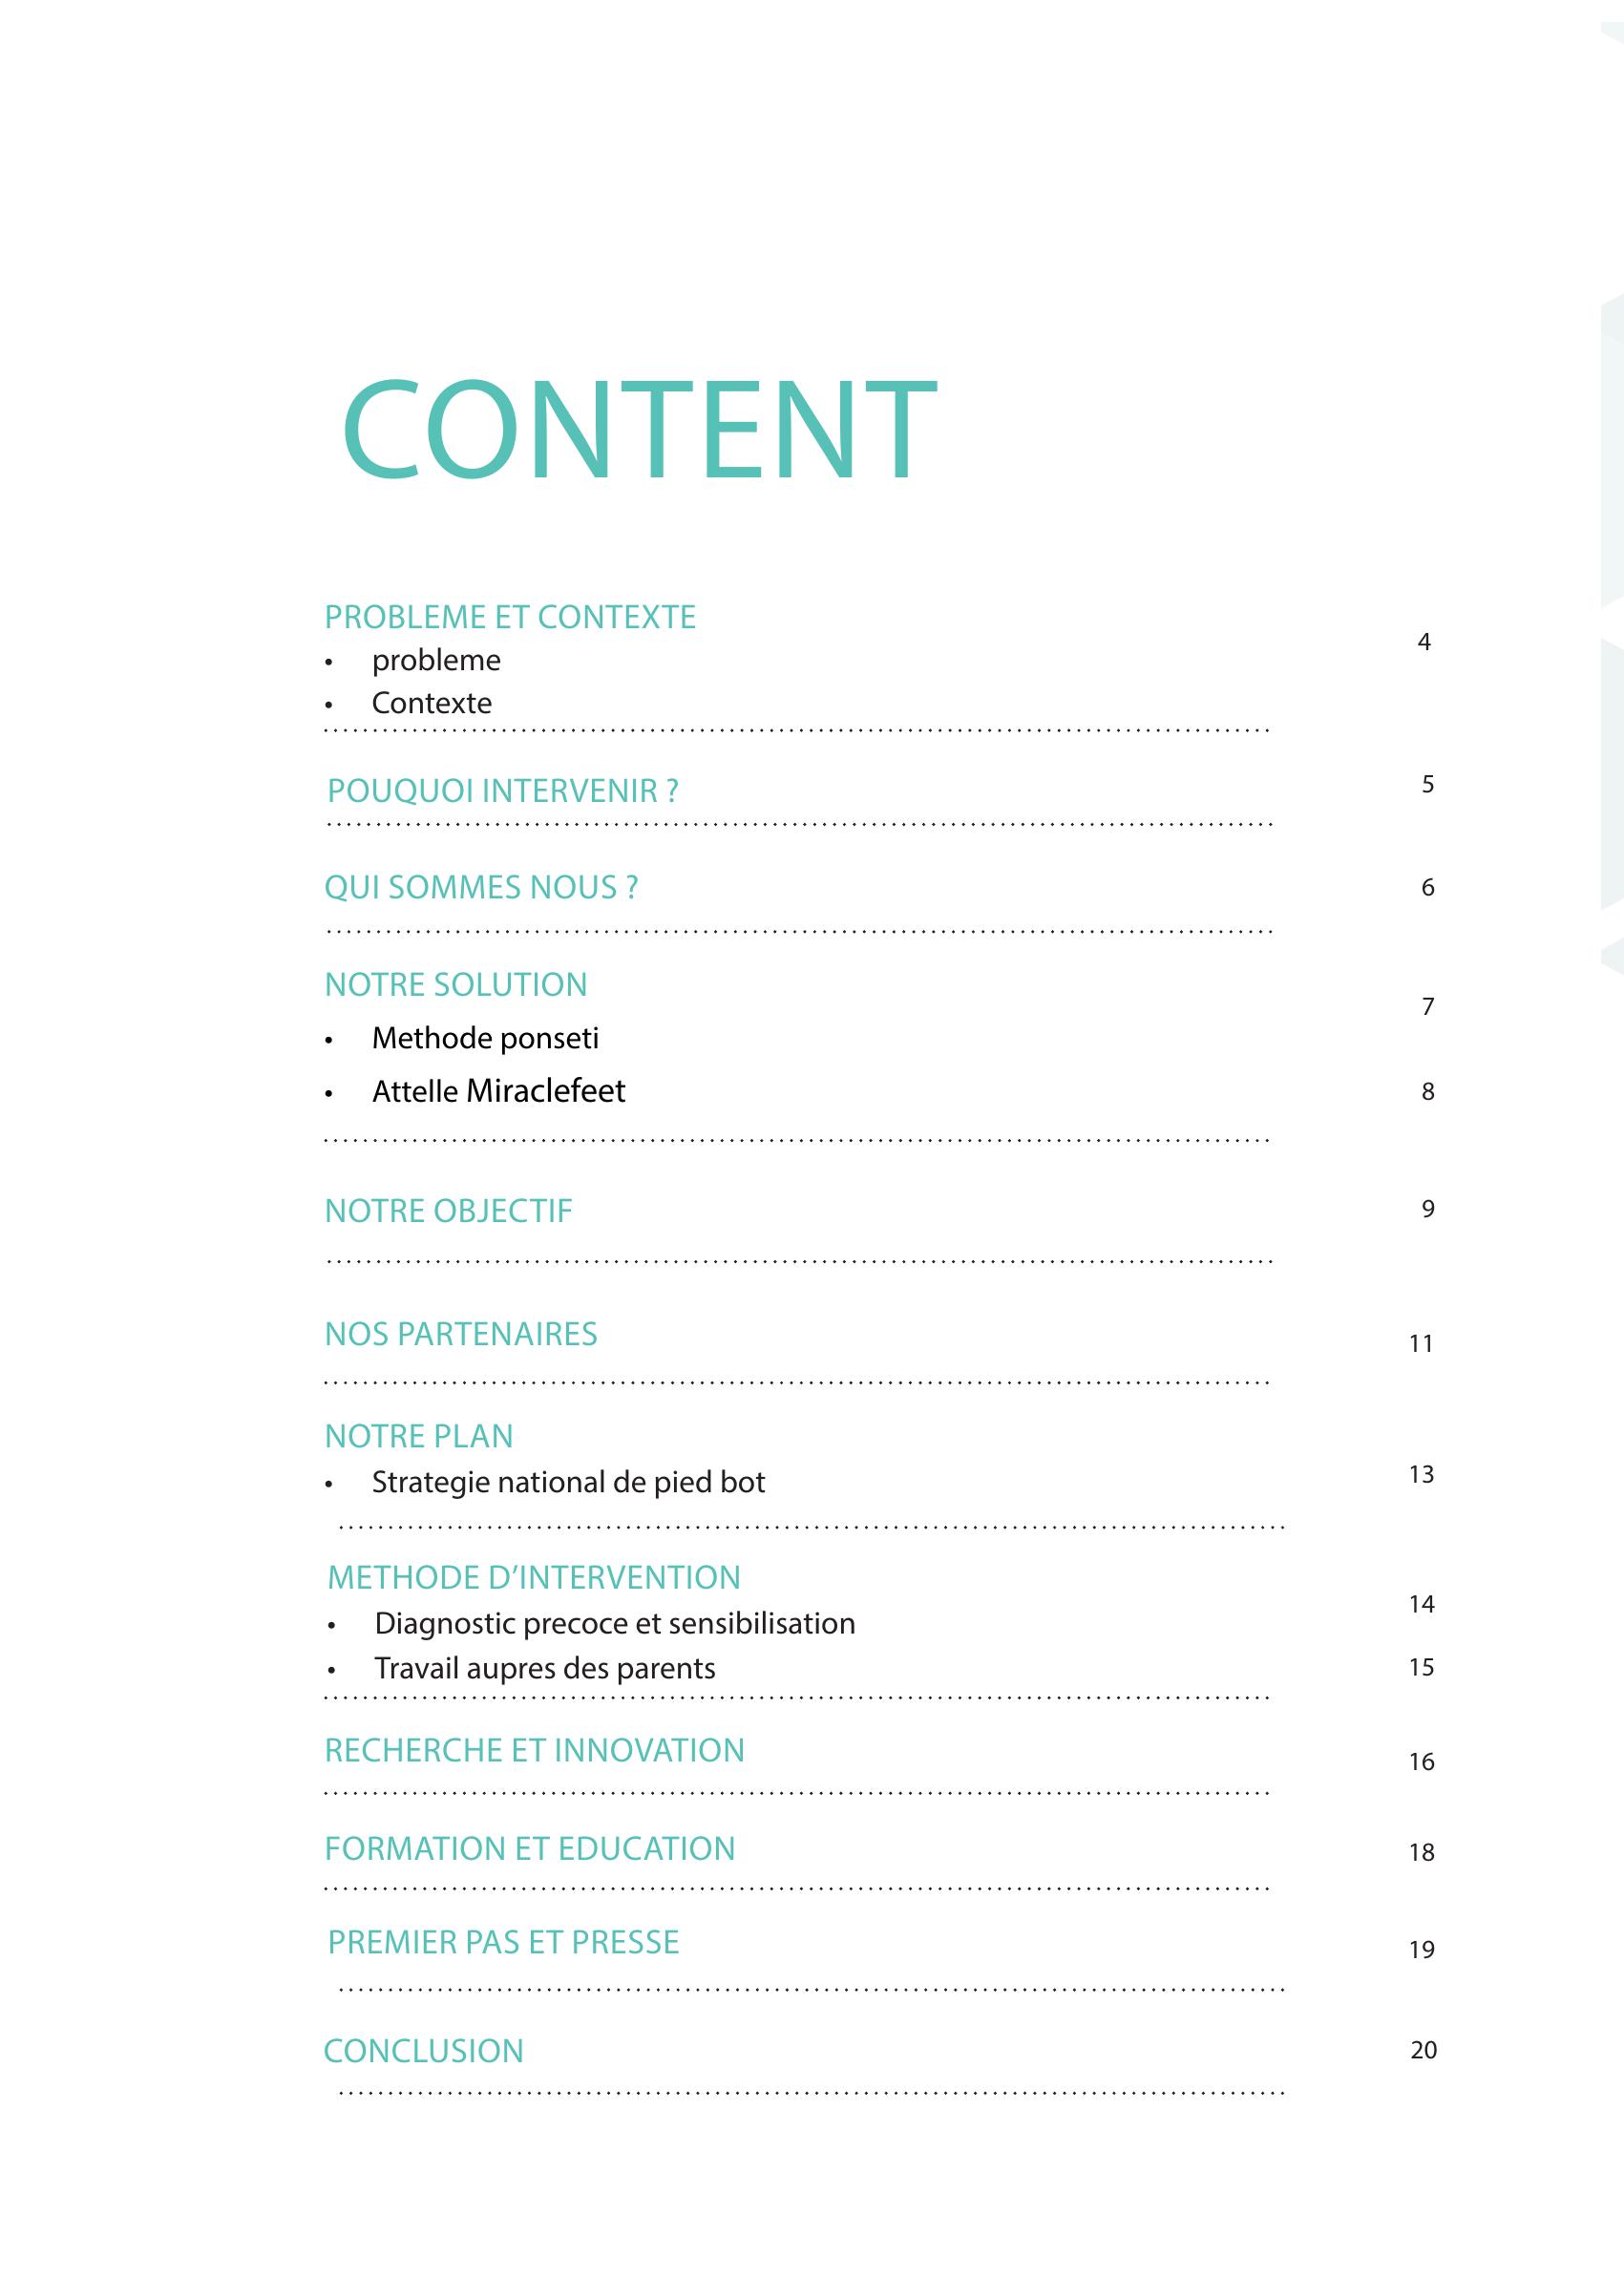 CONTENT
PROBLEME ET CONTEXTE
4
• probleme
• Contexte
POUQUOI INTERVENIR ? 5
QUI SOMMES NOUS ? 6
NOTRE SOLUTION
7
• Methode ponseti
• Attelle Miraclefeet 8
NOTRE OBJECTIF 9
NOS PARTENAIRES 11
NOTRE PLAN
• Strategie national de pied bot 13
METHODE D’INTERVENTION
14
• Diagnostic precoce et sensibilisation
• Travail aupres des parents 15
RECHERCHE ET INNOVATION 16
FORMATION ET EDUCATION 18
PREMIER PAS ET PRESSE 19
CONCLUSION 20